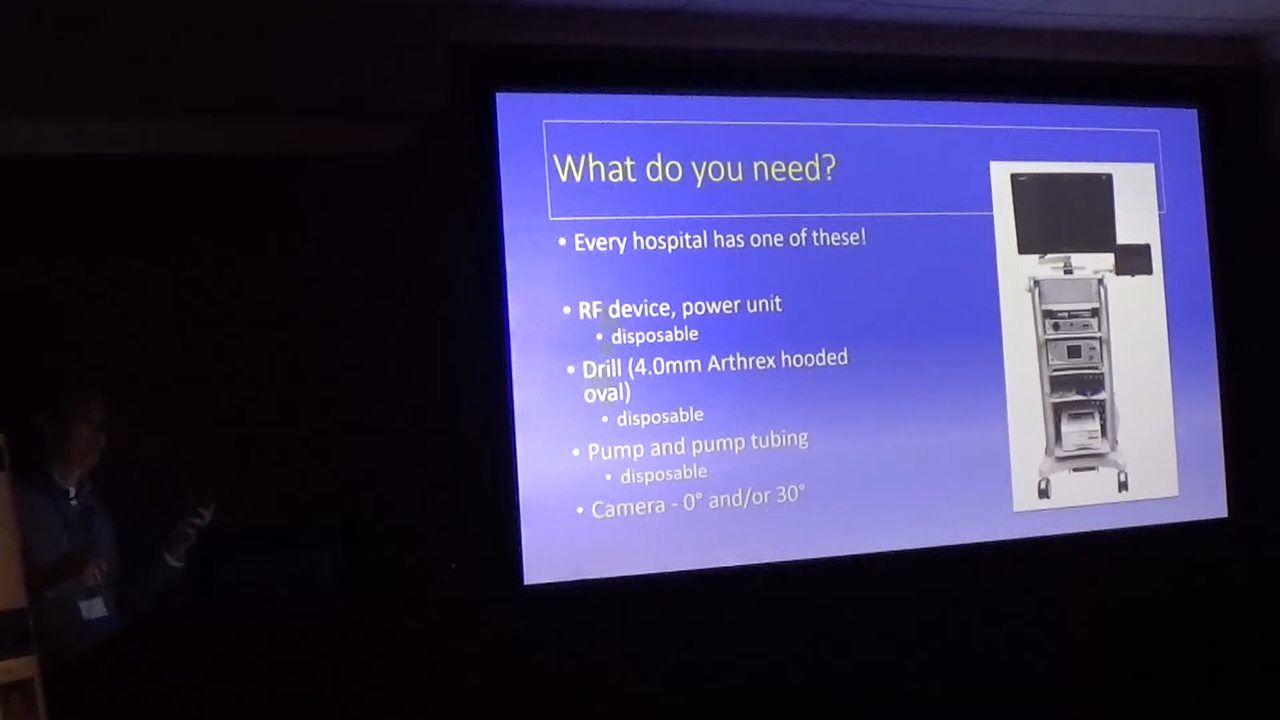 What do you need?
• Every hospital has one of these!
• RF device, power unit
• disposable
• Drill (4.0mm Arthrex hooded
oval)
• disposable
• Pump and pump tubing
• disposable
• Camera - 0° and/or 30°